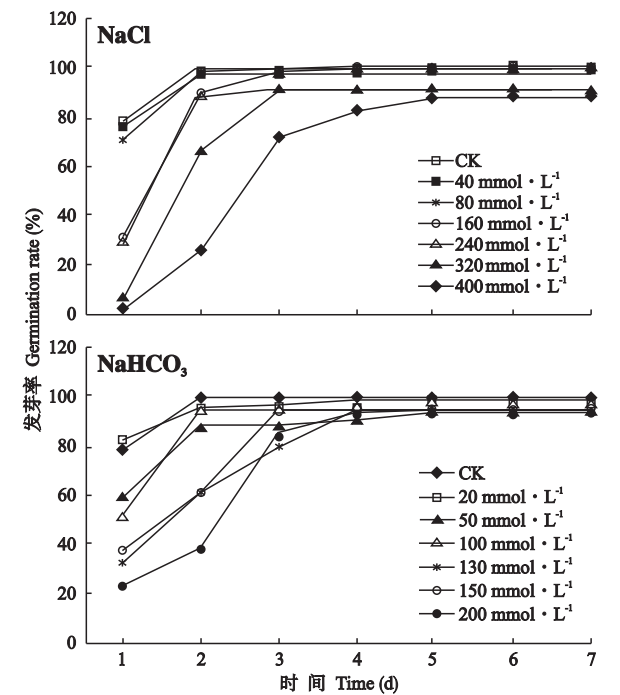 120
NaCl
100
80
60
40
20
0
CK
40 mmol · L⁻¹
80 mmol · L⁻¹
160 mmol · L⁻¹
240 mmol · L⁻¹
320 mmol · L⁻¹
400 mmol · L⁻¹
发芽率 Germination rate (%)
120
NaHCO₃
100
80
60
40
20
0
CK
20 mmol · L⁻¹
50 mmol · L⁻¹
100 mmol · L⁻¹
130 mmol · L⁻¹
150 mmol · L⁻¹
200 mmol · L⁻¹
1 2 3 4 5 6 7
时 间 Time (d)